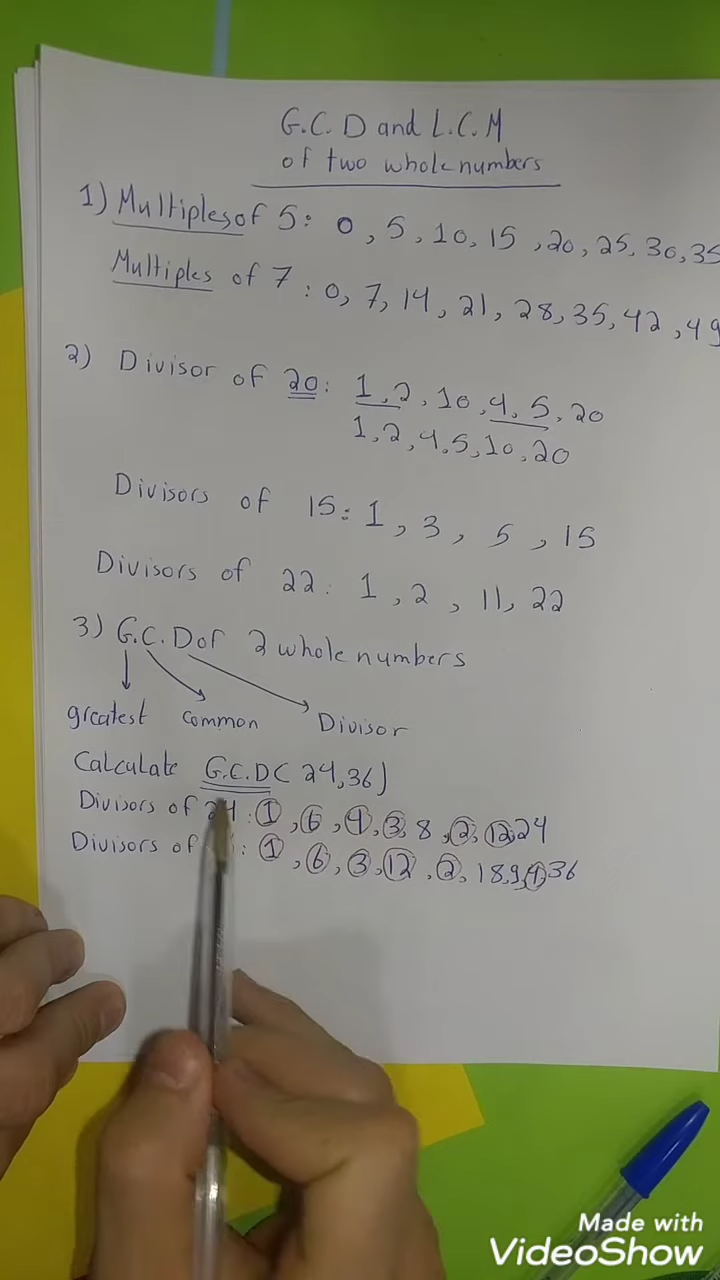 G.C.D and L.C.M
of two whole numbers
1) Multiples of 5: 0, 5, 10, 15, 20, 25, 30, 35
Multiples of 7: 0, 7, 14, 21, 28, 35, 42, 49
2) Divisor of 20: 1, 2, 10, 4, 5, 20
1, 2, 4, 5, 10, 20
Divisors of 15: 1, 3, 5, 15
Divisors of 22: 1, 2, 11, 22
3) G.C.D of 2 whole numbers
greatest common Divisor
Calculate G.C.D (24,36)
Divisors of 24: 1, 6, 4, 3, 8, 2, 12, 24
Divisors of : 1, 6, 3, 12, 2, 18, 9, 4, 36
Made with
VideoShow